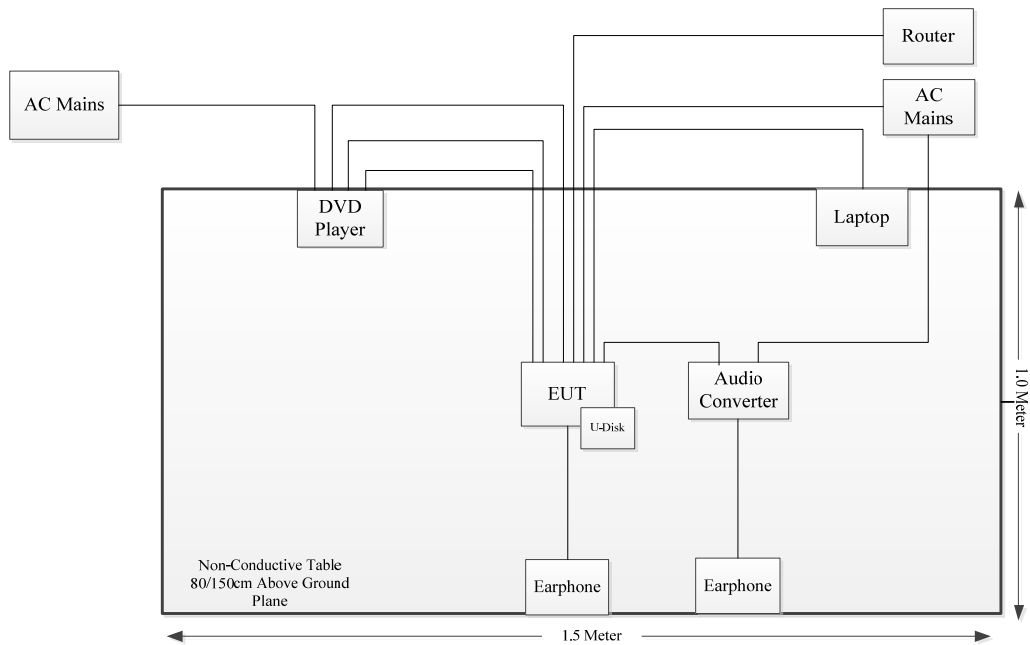 Router
AC Mains
AC
Mains
DVD
Player
Laptop
EUT
U-Disk
Audio
Converter
1.0 Meter
Non-Conductive Table
80/150cm Above Ground
Plane
Earphone
Earphone
1.5 Meter